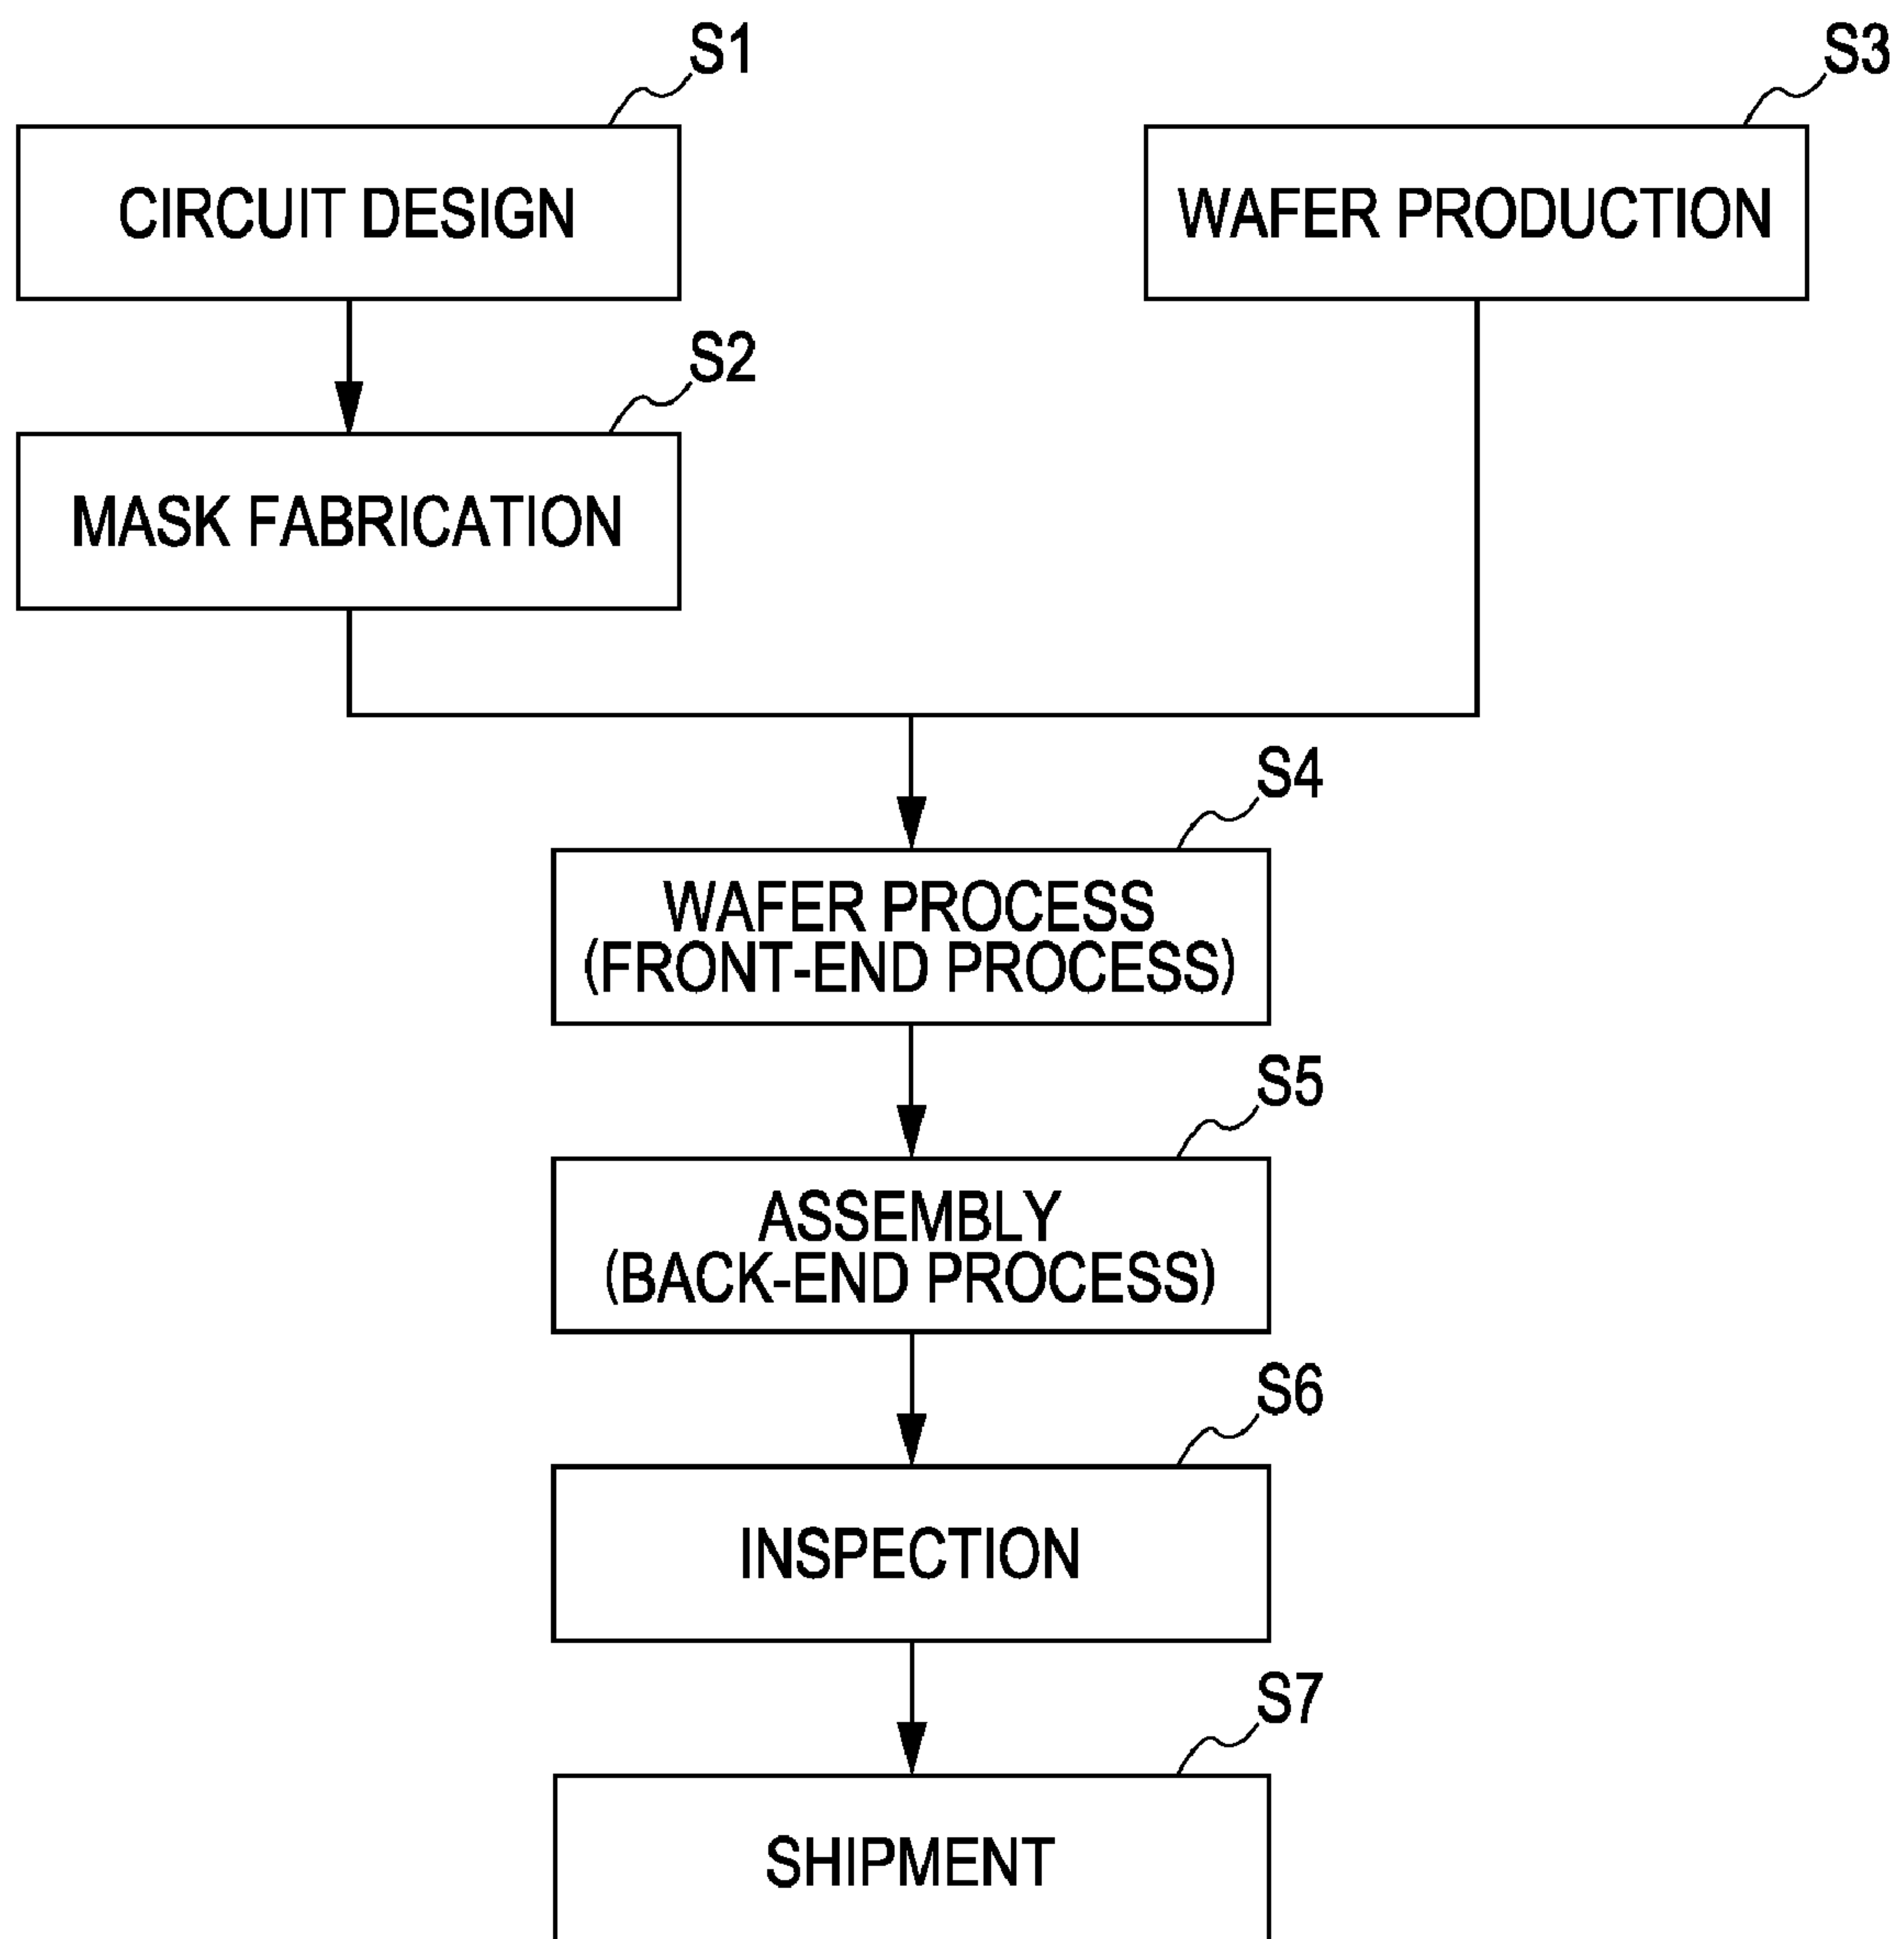 S1
CIRCUIT DESIGN
S3
WAFER PRODUCTION
S2
MASK FABRICATION
S4
WAFER PROCESS
(FRONT-END PROCESS)
S5
ASSEMBLY
(BACK-END PROCESS)
S6
INSPECTION
S7
SHIPMENT